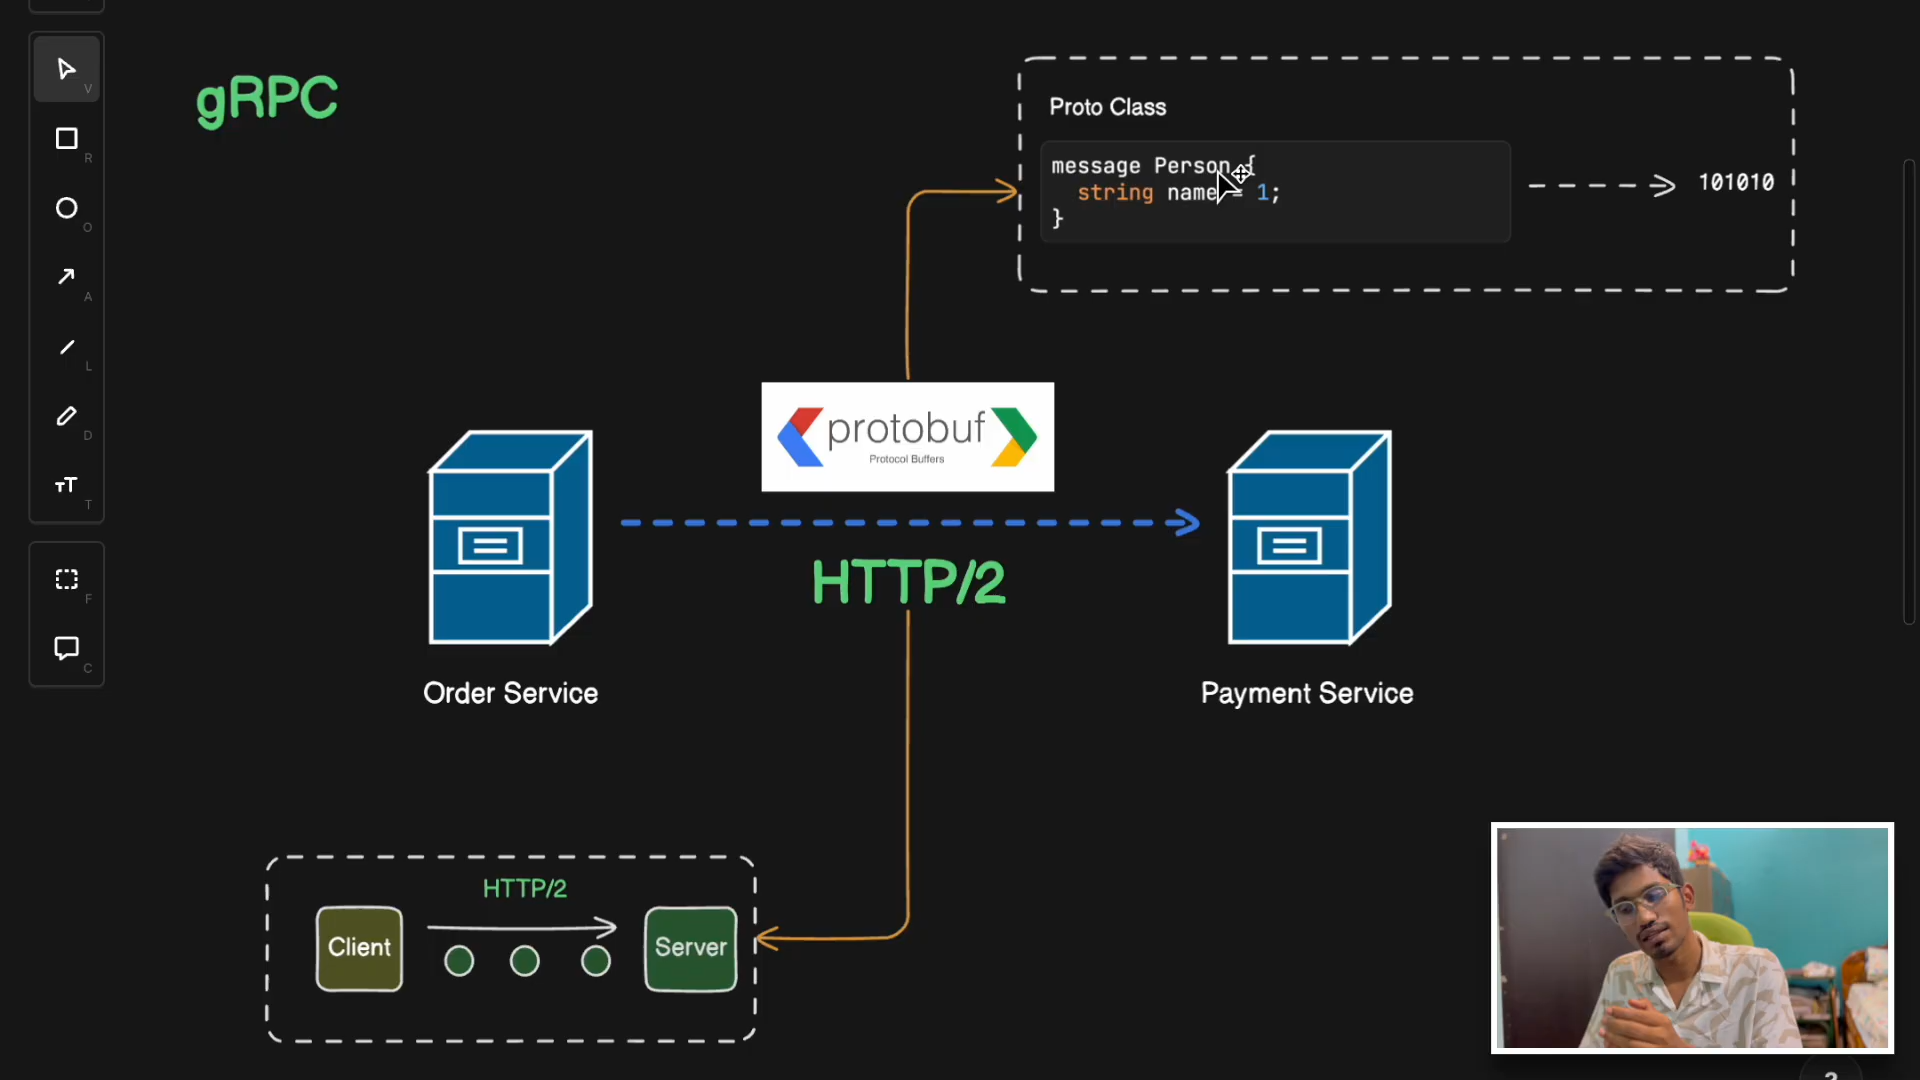 V
R
O
A
L
D
T
F
C
gRPC
Proto Class
message Person {
string name = 1;
}
101010
protobuf
Protocol Buffers
HTTP/2
Order Service
Payment Service
HTTP/2
Client
Server